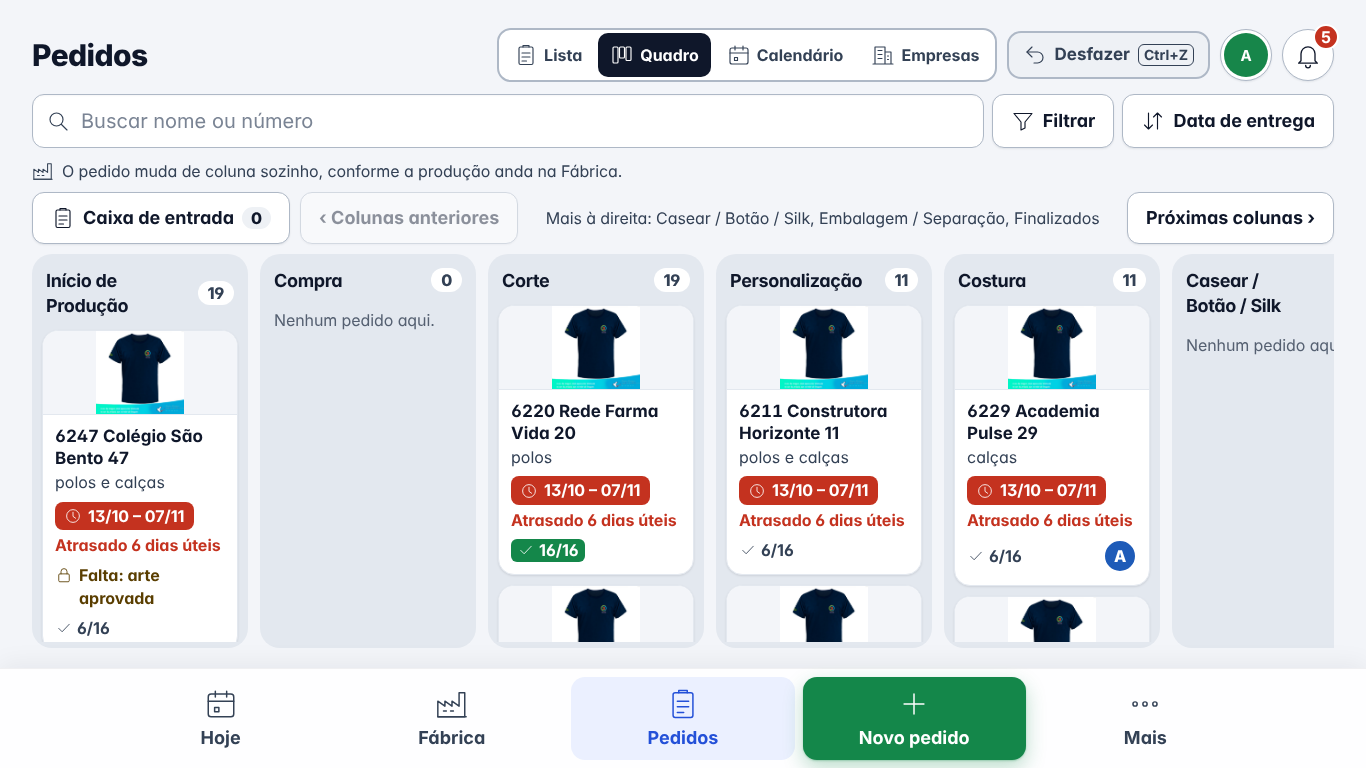 Pedidos
Lista
Quadro
Calendário
Empresas
Desfazer Ctrl+Z
A
5
Buscar nome ou número
Filtrar
Data de entrega
O pedido muda de coluna sozinho, conforme a produção anda na Fábrica.
Caixa de entrada 0
‹ Colunas anteriores
Mais à direita: Casear / Botão / Silk, Embalagem / Separação, Finalizados
Próximas colunas ›
Início de
Produção
19
6247 Colégio São
Bento 47
polos e calças
13/10 – 07/11
Atrasado 6 dias úteis
Falta: arte
aprovada
6/16
Compra
0
Nenhum pedido aqui.
Corte
19
6220 Rede Farma
Vida 20
polos
13/10 – 07/11
Atrasado 6 dias úteis
16/16
Personalização
11
6211 Construtora
Horizonte 11
polos e calças
13/10 – 07/11
Atrasado 6 dias úteis
6/16
Costura
11
6229 Academia
Pulse 29
calças
13/10 – 07/11
Atrasado 6 dias úteis
6/16
A
Casear /
Botão / Silk
Nenhum pedido aqu
Hoje
Fábrica
Pedidos
Novo pedido
Mais